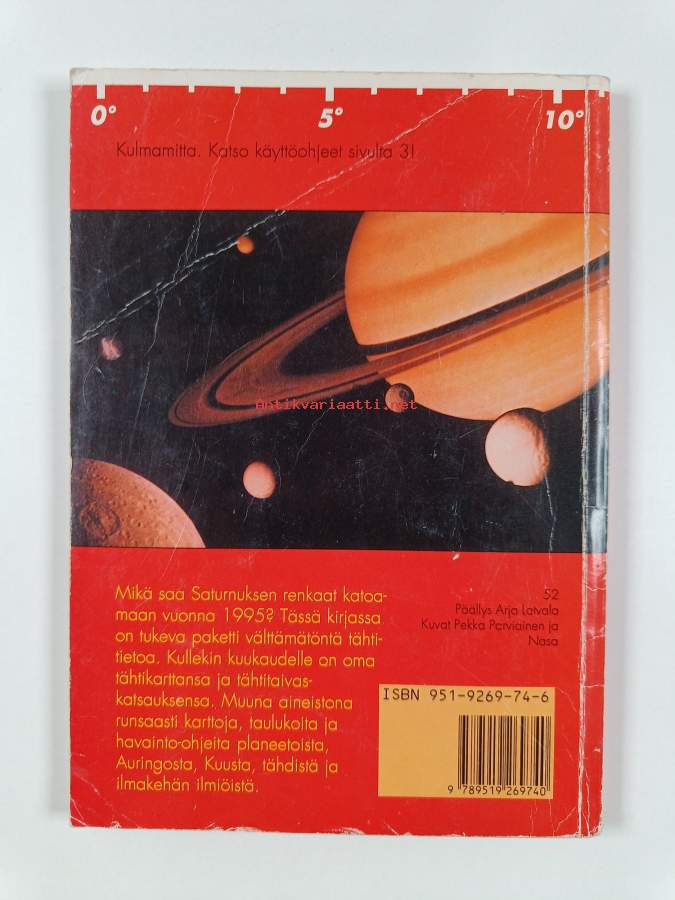 0° 5° 10°
Kulmamitta. Katso käyttöohjeet sivulta 3!
Antikvariaatti.net
Mikä saa Saturnuksen renkaat katoa-
maan vuonna 1995? Tässä kirjassa
on tukeva paketti välttämätöntä tähti-
tietoa. Kullekin kuukaudelle on oma
tähtikarttansa ja tähtitaivas-
katsauksensa. Muuna aineistona
runsaasti karttoja, taulukoita ja
havainto-ohjeita planeetoista,
Auringosta, Kuusta, tähdistä ja
ilmakehän ilmiöistä.
52
Päällys Arja Latvala
Kuvat Pekka Parviainen ja
Nasa
ISBN 951-9269-74-6
9 789519 269740